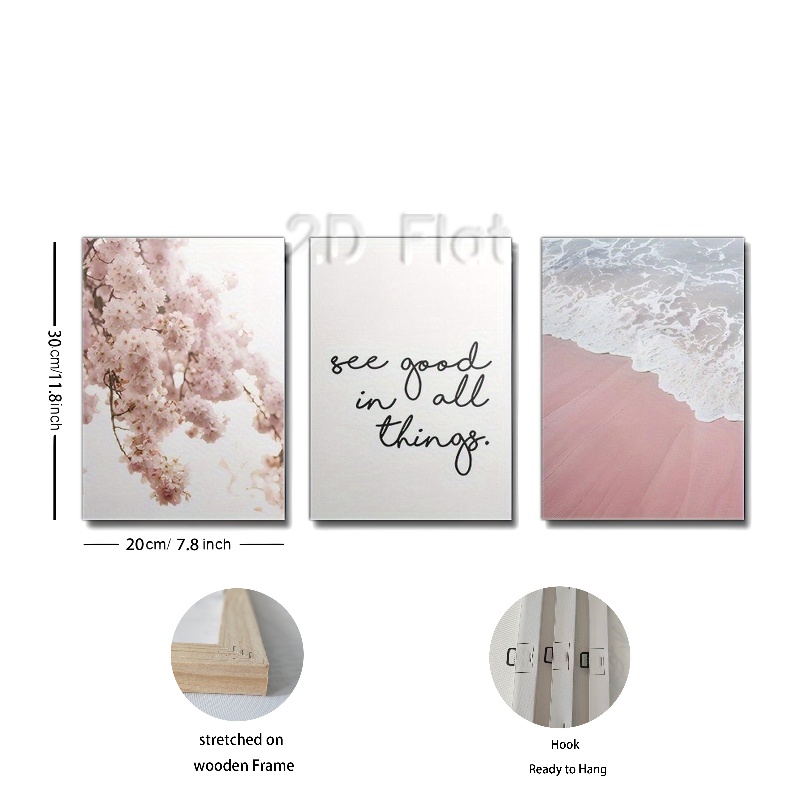 2D Flat
see good
in all
things.
30cm/11.8inch
20cm/ 7.8 inch
stretched on
wooden Frame
Hook
Ready to Hang